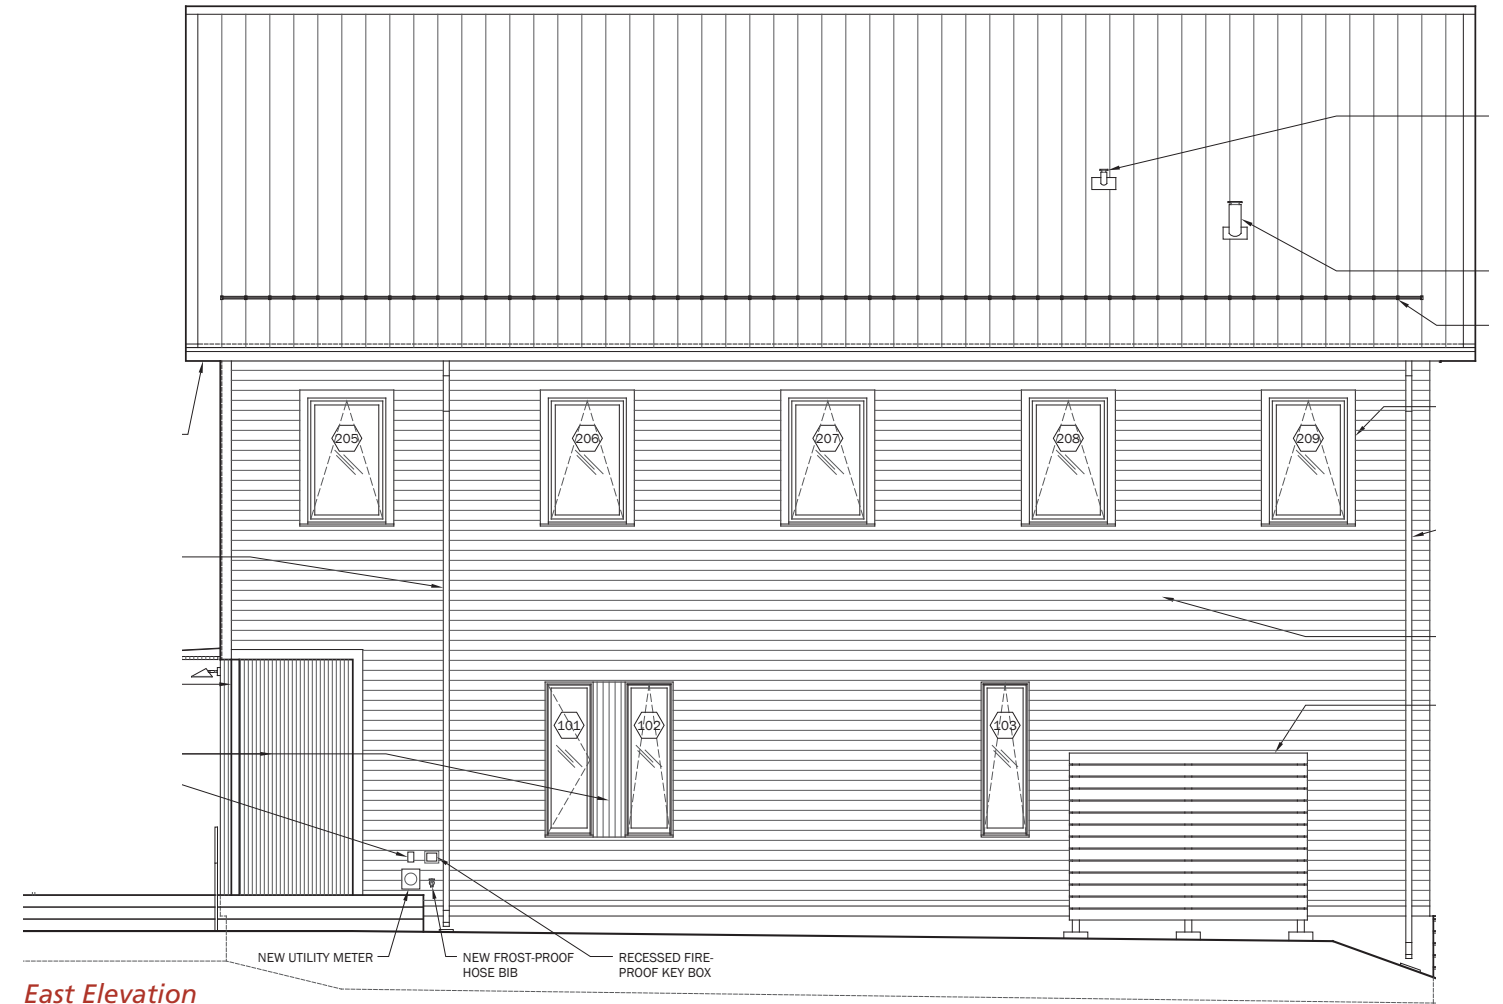 205
206
207
208
209
101
102
103
NEW UTILITY METER
NEW FROST-PROOF
HOSE BIB
RECESSED FIRE-
PROOF KEY BOX
East Elevation